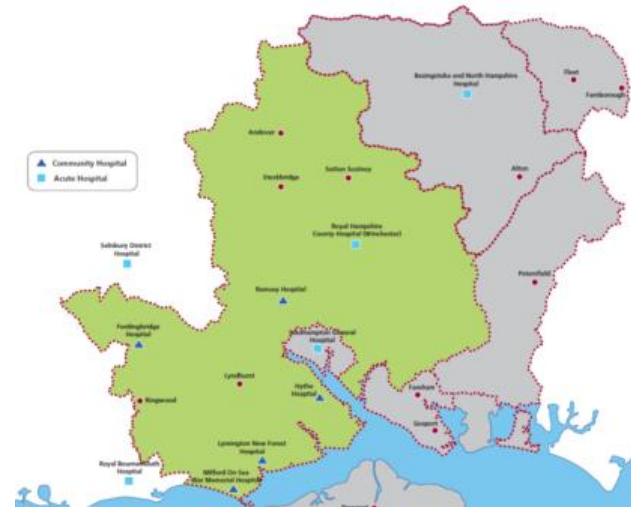 Basingstoke and North Hampshire
Hospital
Fleet
Farnborough
Andover
Community Hospital
Acute Hospital
Stockbridge
Sutton Scotney
Alton
Royal Hampshire
County Hospital (Winchester)
Salisbury District
Hospital
Petersfield
Romsey Hospital
Fordingbridge
Hospital
Southampton General
Hospital
Lyndhurst
Hythe
Hospital
Fareham
Ringwood
Gosport
Lymington New Forest
Hospital
Royal Bournemouth
Hospital
Milford On Sea
War Memorial Hospital